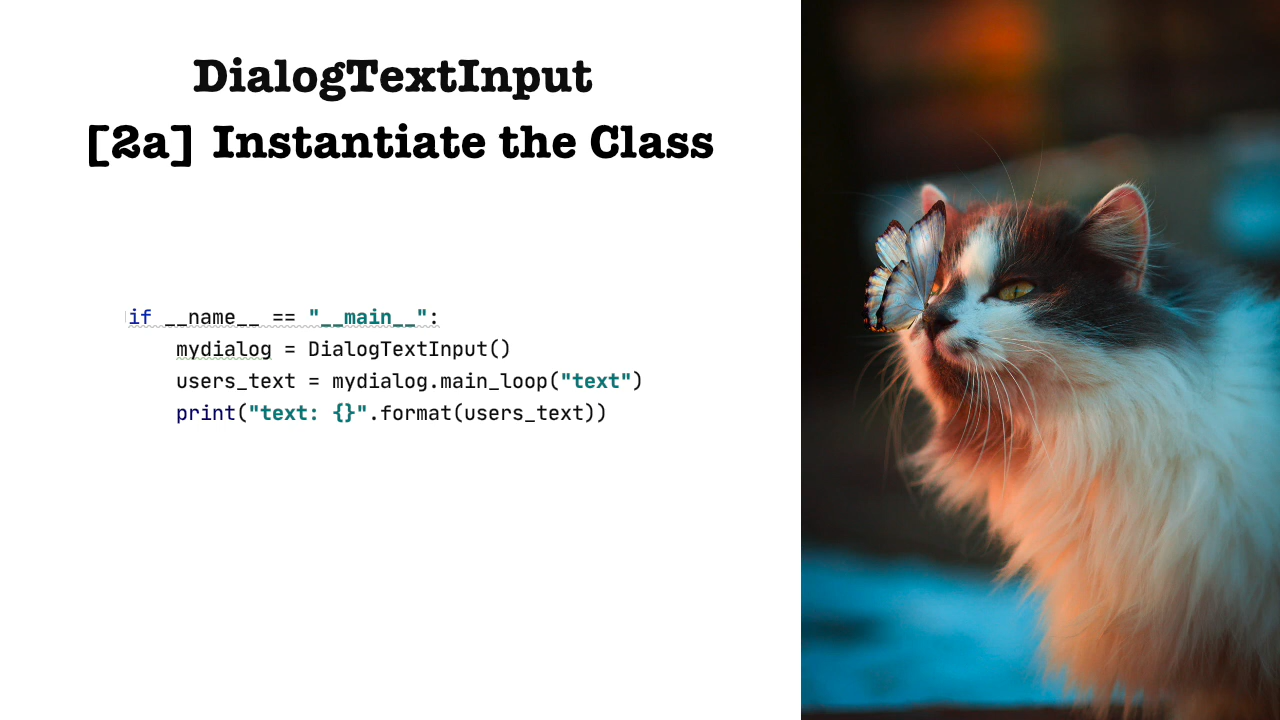 DialogTextInput
[2a] Instantiate the Class
if __name__ == "__main__":
    mydialog = DialogTextInput()
    users_text = mydialog.main_loop("text")
    print("text: {}".format(users_text))